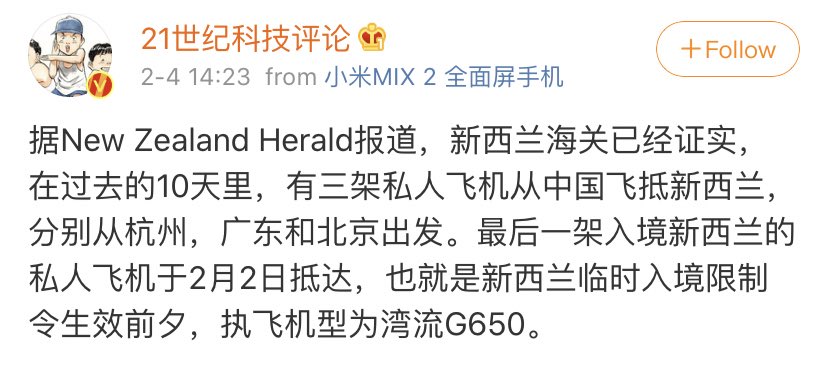 21世纪科技评论
+Follow
2-4 14:23 from 小米MIX 2 全面屏手机
据New Zealand Herald报道，新西兰海关已经证实，
在过去的10天里，有三架私人飞机从中国飞抵新西兰，
分别从杭州，广东和北京出发。最后一架入境新西兰的
私人飞机于2月2日抵达，也就是新西兰临时入境限制
令生效前夕，执飞机型为湾流G650。